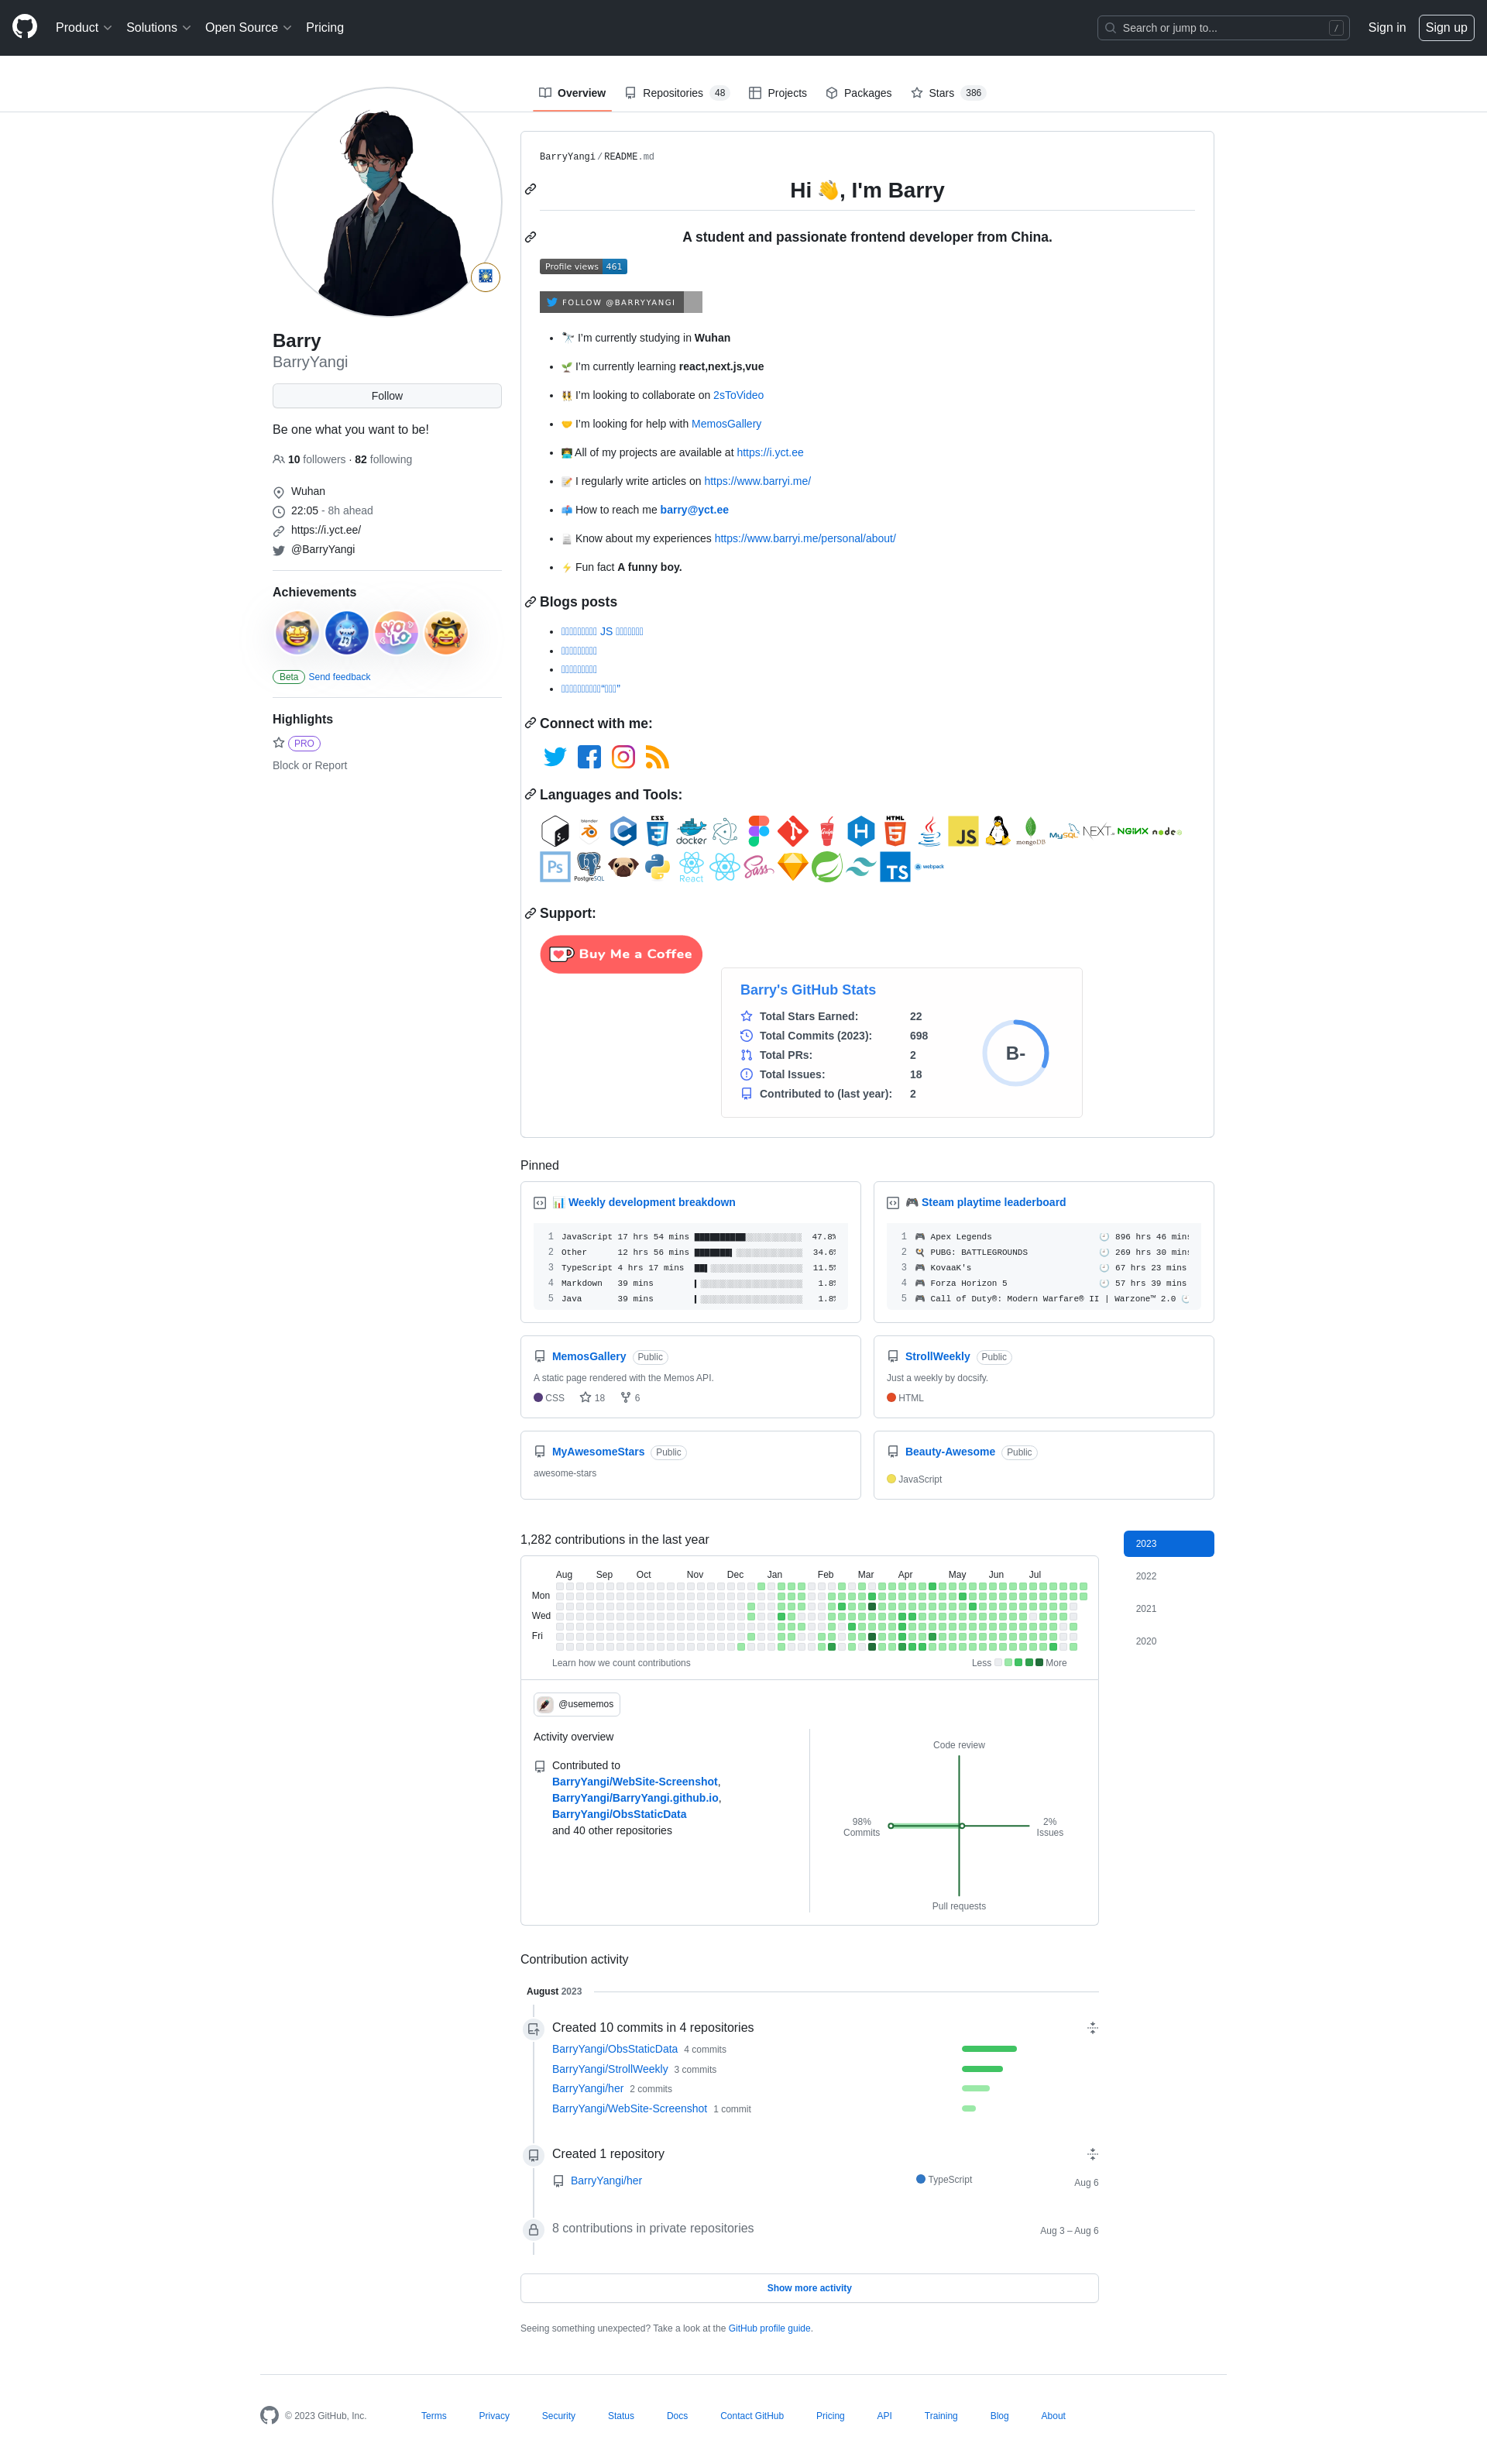 Product Solutions Open Source Pricing Search or jump to... / Sign in Sign up
Overview Repositories 48 Projects Packages Stars 386
Barry
BarryYangi
Follow
Be one what you want to be!
10 followers · 82 following
Wuhan
22:05 - 8h ahead
https://i.yct.ee/
@BarryYangi
Achievements
Beta Send feedback
Highlights
PRO
Block or Report
BarryYangi/README.md
Hi 👋, I'm Barry
A student and passionate frontend developer from China.
Profile views 461
FOLLOW @BARRYYANGI
🔭 I'm currently studying in Wuhan
🌱 I'm currently learning react,next.js,vue
👯 I'm looking to collaborate on 2sToVideo
🤝 I'm looking for help with MemosGallery
👨‍💻 All of my projects are available at https://i.yct.ee
📝 I regularly write articles on https://www.barryi.me/
📫 How to reach me barry@yct.ee
📄 Know about my experiences https://www.barryi.me/personal/about/
⚡ Fun fact A funny boy.
Blogs posts
JS
Connect with me:
Languages and Tools:
blender CSS docker Gulp HTML Java JS mongoDB MySQL NEXT NGINX node
Ps PostgreSQL React Sass TS webpack
Support:
Buy Me a Coffee
Barry's GitHub Stats
Total Stars Earned: 22
Total Commits (2023): 698
Total PRs: 2
Total Issues: 18
Contributed to (last year): 2
B-
Pinned
📊 Weekly development breakdown
1 JavaScript 17 hrs 54 mins 47.8%
2 Other 12 hrs 56 mins 34.6%
3 TypeScript 4 hrs 17 mins 11.5%
4 Markdown 39 mins 1.8%
5 Java 39 mins 1.8%
🎮 Steam playtime leaderboard
1 🎮 Apex Legends 🕘 896 hrs 46 mins
2 🍳 PUBG: BATTLEGROUNDS 🕘 269 hrs 30 mins
3 🎮 KovaaK's 🕘 67 hrs 23 mins
4 🎮 Forza Horizon 5 🕘 57 hrs 39 mins
5 🎮 Call of Duty®: Modern Warfare® II | Warzone™ 2.0 🕘
MemosGallery Public
A static page rendered with the Memos API.
CSS 18 6
StrollWeekly Public
Just a weekly by docsify.
HTML
MyAwesomeStars Public
awesome-stars
Beauty-Awesome Public
JavaScript
1,282 contributions in the last year
2023
2022
2021
2020
Aug Sep Oct Nov Dec Jan Feb Mar Apr May Jun Jul
Mon
Wed
Fri
Learn how we count contributions Less More
@usememos
Activity overview
Contributed to
BarryYangi/WebSite-Screenshot,
BarryYangi/BarryYangi.github.io,
BarryYangi/ObsStaticData
and 40 other repositories
Code review
98%
Commits
2%
Issues
Pull requests
Contribution activity
August 2023
Created 10 commits in 4 repositories
BarryYangi/ObsStaticData 4 commits
BarryYangi/StrollWeekly 3 commits
BarryYangi/her 2 commits
BarryYangi/WebSite-Screenshot 1 commit
Created 1 repository
BarryYangi/her TypeScript Aug 6
8 contributions in private repositories Aug 3 – Aug 6
Show more activity
Seeing something unexpected? Take a look at the GitHub profile guide.
© 2023 GitHub, Inc. Terms Privacy Security Status Docs Contact GitHub Pricing API Training Blog About